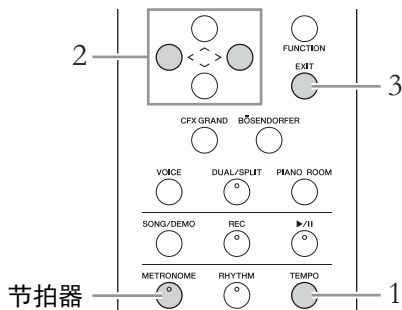 2
FUNCTION
EXIT
3
CFX GRAND BÖSENDORFER
VOICE DUAL/SPLIT PIANO ROOM
SONG/DEMO REC ▶/II
METRONOME RHYTHM TEMPO
节拍器
1